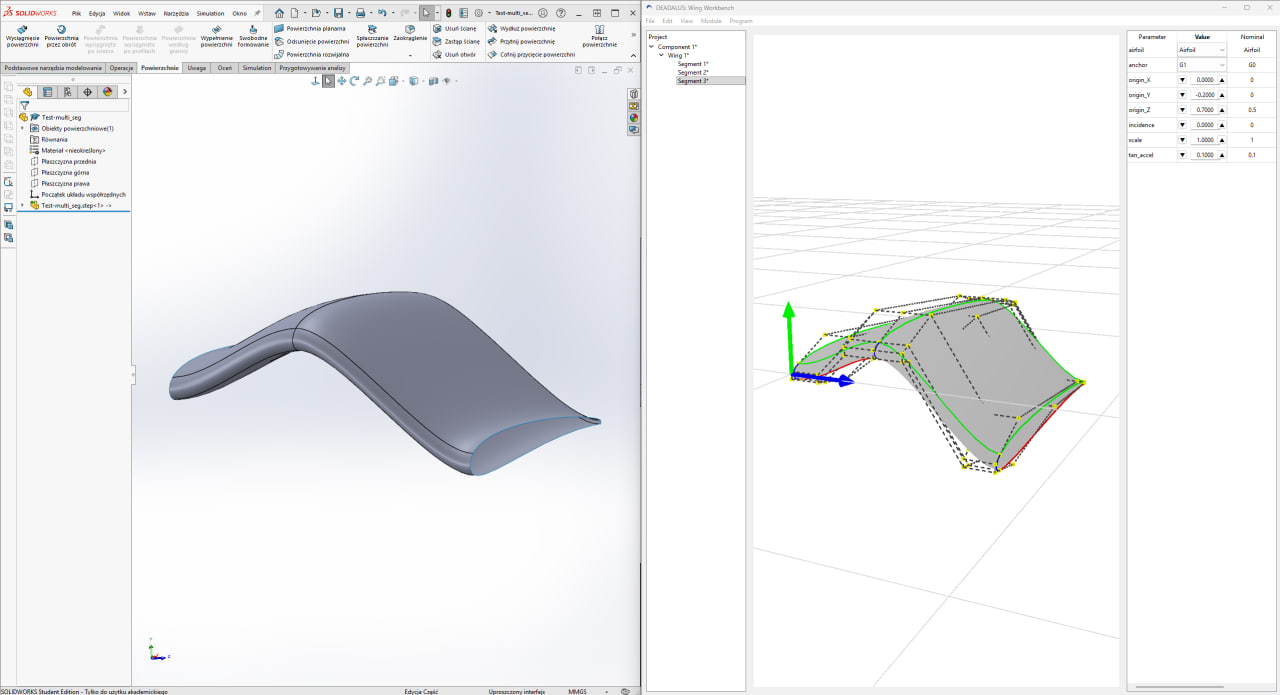 SOLIDWORKS Plik Edycja Widok Wstaw Narzędzia Simulation Okno
Test-multi_se...
Wyciągnięcie powierzchni
Powierzchnia przez obrót
Powierzchnia wyciągnięta po ścieżce
Powierzchnia wyciągnięta po profilach
Powierzchnia według granicy
Wypełnienie powierzchni
Swobodne formowanie
Powierzchnia planarna
Odsunięcie powierzchni
Powierzchnia rozwijalna
Spłaszczanie powierzchni
Zaokrąglenie
Usuń ścianę
Zastąp ścianę
Usuń otwór
Wydłuż powierzchnię
Przytnij powierzchnię
Cofnij przycięcie powierzchni
Połącz powierzchnie
Podstawowe narzędzia modelowania Operacje Powierzchnie Uwaga Oceń Simulation Przygotowywanie analizy
Test-multi_seg
Obiekty powierzchniowe(1)
Równania
Materiał <nieokreślony>
Płaszczyzna przednia
Płaszczyzna górna
Płaszczyzna prawa
Początek układu współrzędnych
Test-multi_seg.step<1> ->
Y
Z
SOLIDWORKS Student Edition - Tylko do użytku akademickiego
Edycja Część
Uproszczony interfejs
MMGS
DEADALUS: Wing Workbench
File Edit View Module Program
Project
Component 1*
Wing 1*
Segment 1*
Segment 2*
Segment 3*
Parameter Value Nominal
airfoil Airfoil Airfoil
anchor G1 G0
origin_X 0.0000 0
origin_Y -0.2000 0
origin_Z 0.7000 0.5
incidence 0.0000 0
scale 1.0000 1
tan_accel 0.1000 0.1